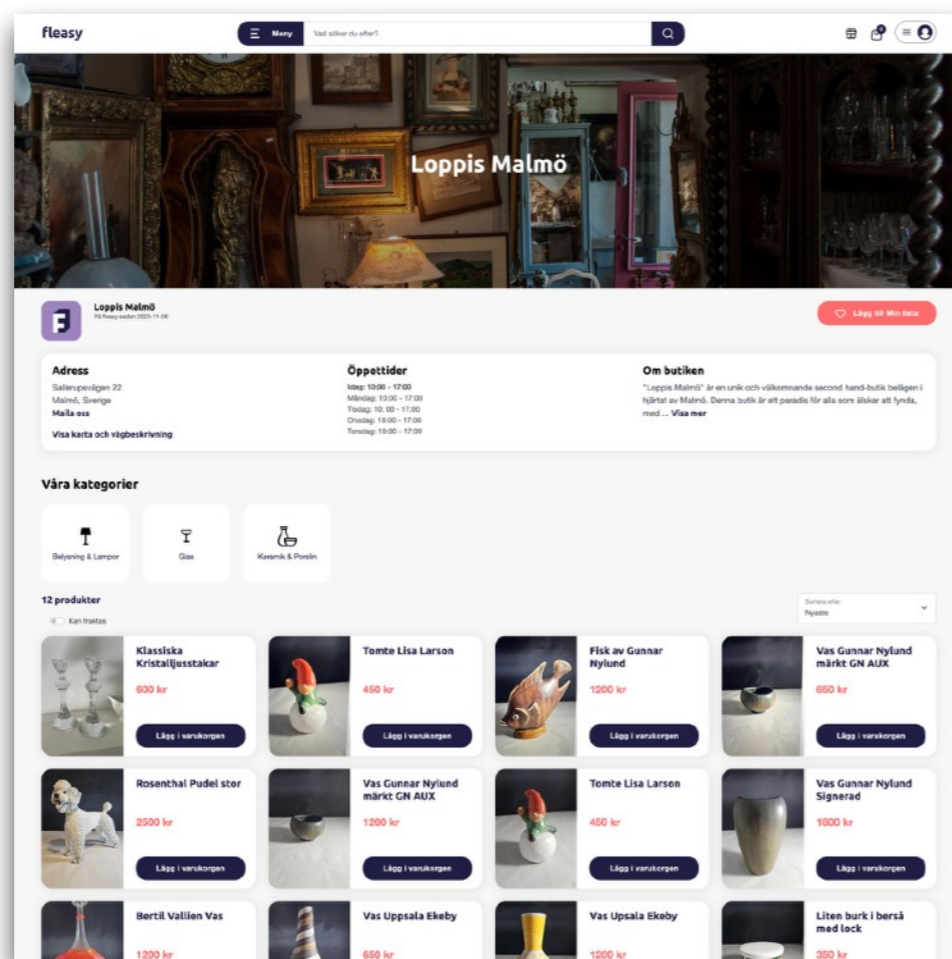 fleasy
Meny
Vad söker du efter?
Loppis Malmö
Loppis Malmö
På fleasy sedan
Lägg till Min lista
Adress
Sallerupsvägen 22
Malmö, Sverige
Maila oss
Visa karta och vägbeskrivning
Öppettider
Idag: 10:00 - 17:00
Måndag: 10:00 - 17:00
Tisdag: 10:00 - 17:00
Onsdag: 10:00 - 17:00
Torsdag: 10:00 - 17:00
Om butiken
"Loppis Malmö" är en unik och välkomnande second hand-butik belägen i
hjärtat av Malmö. Denna butik är ett paradis för alla som älskar att fynda,
med ... Visa mer
Våra kategorier
Belysning & Lampor
Glas
Keramik & Porslin
12 produkter
Kan fraktas
Sortera efter
Nyaste
Klassiska
Kristalljusstakar
600 kr
Lägg i varukorgen
Tomte Lisa Larson
450 kr
Lägg i varukorgen
Fisk av Gunnar
Nylund
1200 kr
Lägg i varukorgen
Vas Gunnar Nylund
märkt GN AUX
650 kr
Lägg i varukorgen
Rosenthal Pudel stor
2500 kr
Lägg i varukorgen
Vas Gunnar Nylund
märkt GN AUX
1200 kr
Lägg i varukorgen
Tomte Lisa Larson
450 kr
Lägg i varukorgen
Vas Gunnar Nylund
Signerad
1600 kr
Lägg i varukorgen
Bertil Vallien Vas
1200 kr
Vas Uppsala Ekeby
650 kr
Vas Upsala Ekeby
1200 kr
Liten burk i berså
med lock
350 kr